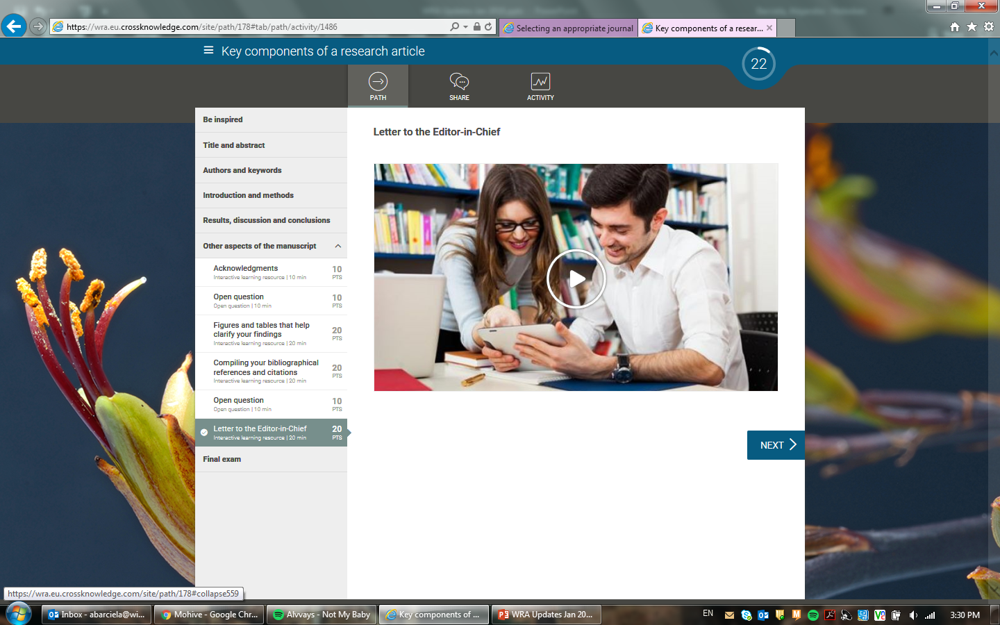 https://wra.eu.crossknowledge.com/site/path/178#tab/path/activity/1486
Selecting an appropriate journal
Key components of a resear...
Key components of a research article
22
PATH
SHARE
ACTIVITY
Be inspired
Title and abstract
Authors and keywords
Introduction and methods
Results, discussion and conclusions
Other aspects of the manuscript
Acknowledgments
10
Interactive learning resource | 10 min
PTS
Open question
10
Open question | 10 min
PTS
Figures and tables that help
clarify your findings
20
Interactive learning resource | 20 min
PTS
Compiling your bibliographical
references and citations
20
Interactive learning resource | 20 min
PTS
Open question
10
Open question | 10 min
PTS
Letter to the Editor-in-Chief
20
Interactive learning resource | 20 min
PTS
Final exam
Letter to the Editor-in-Chief
NEXT
https://wra.eu.crossknowledge.com/site/path/178#collapse559
Inbox - abarciela@wi...
Mohive - Google Chr...
Alvvays - Not My Baby
Key components of ...
WRA Updates Jan 20...
EN
3:30 PM